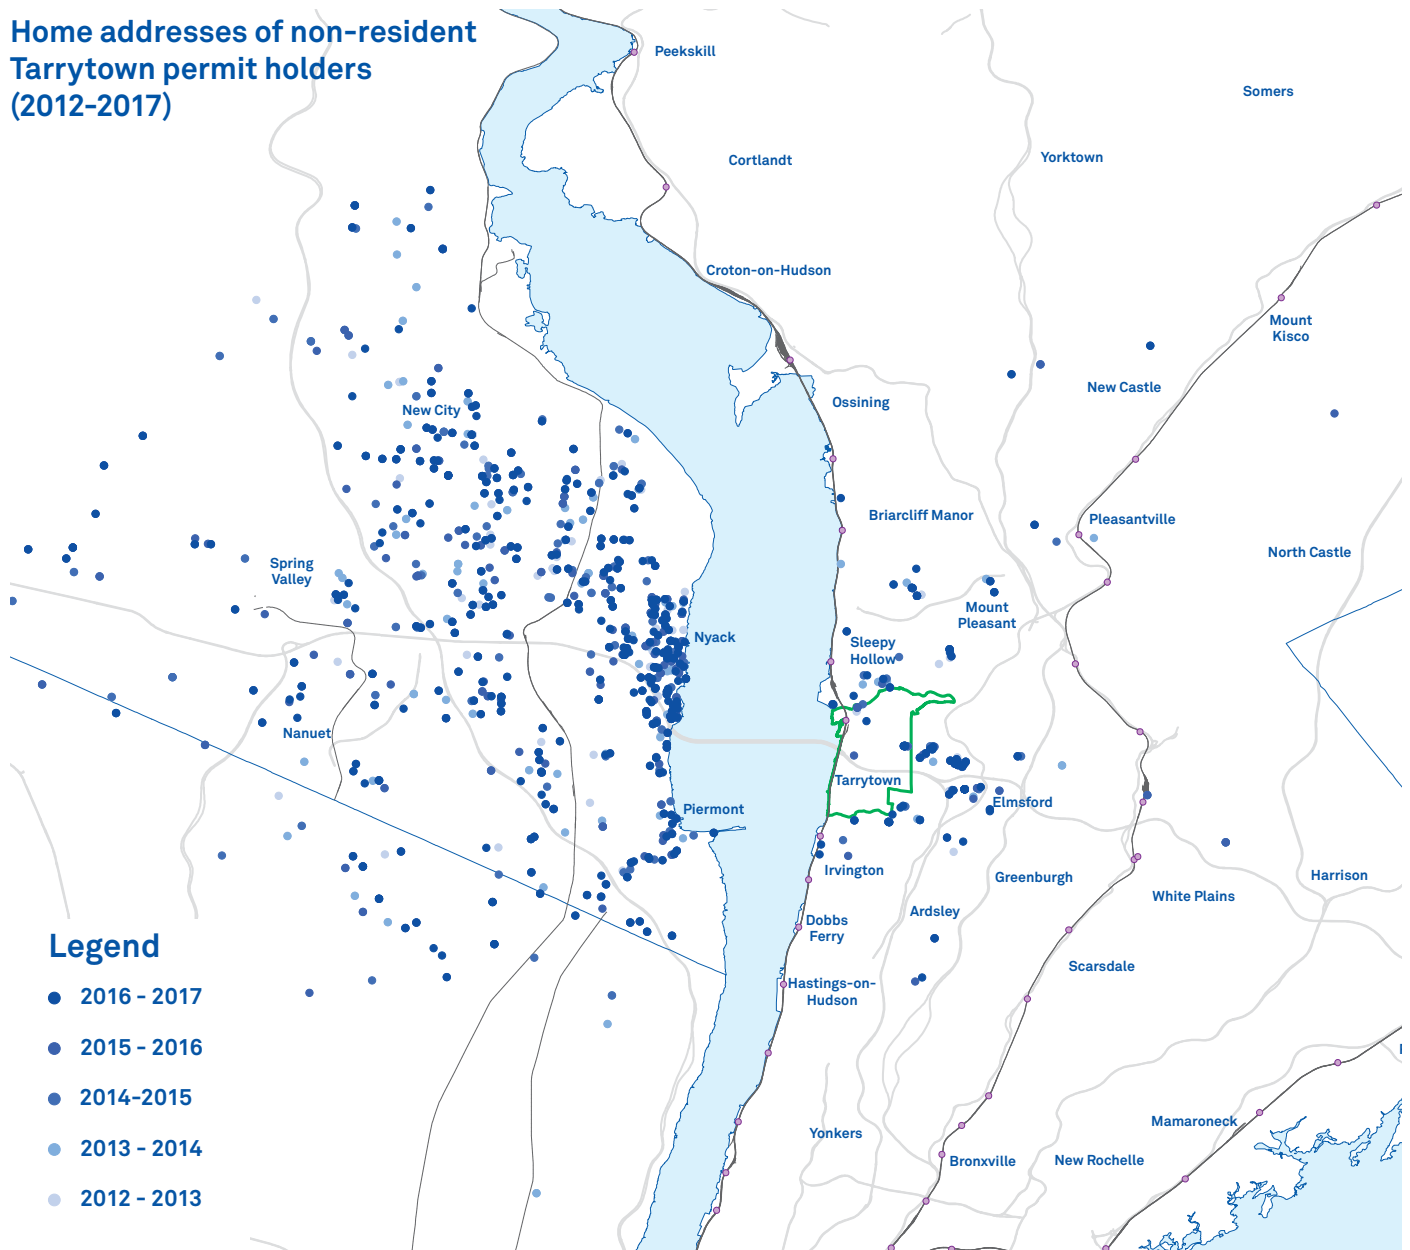 Home addresses of non-resident
Tarrytown permit holders
(2012-2017)
Peekskill
Somers
Cortlandt
Yorktown
Croton-on-Hudson
Mount
Kisco
New Castle
Ossining
New City
Briarcliff Manor
Pleasantville
North Castle
Spring
Valley
Mount
Pleasant
Nyack
Sleepy
Hollow
Nanuet
Tarrytown
Piermont
Elmsford
Irvington
Greenburgh
Harrison
White Plains
Ardsley
Dobbs
Ferry
Scarsdale
Hastings-on-
Hudson
Legend
2016 - 2017
2015 - 2016
2014-2015
2013 - 2014
2012 - 2013
Mamaroneck
Yonkers
Bronxville
New Rochelle